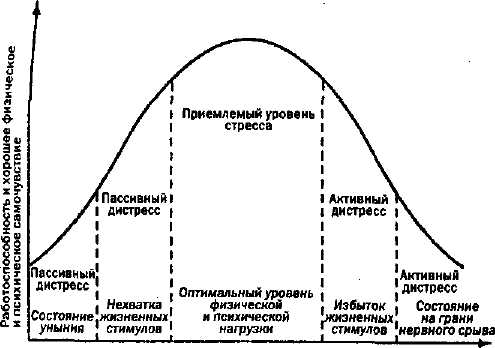 Работоспособность и хорошее физическое
и психическое самочувствие
Приемлемый уровень
стресса
Пассивный
дистресс
Активный
дистресс
Пассивный
дистресс
Активный
дистресс
Состояние
уныния
Нехватка
жизненных
стимулов
Оптимальный уровень
физической
и психической
нагрузки
Избыток
жизненных
стимулов
Состояние
на грани
нервного срыва